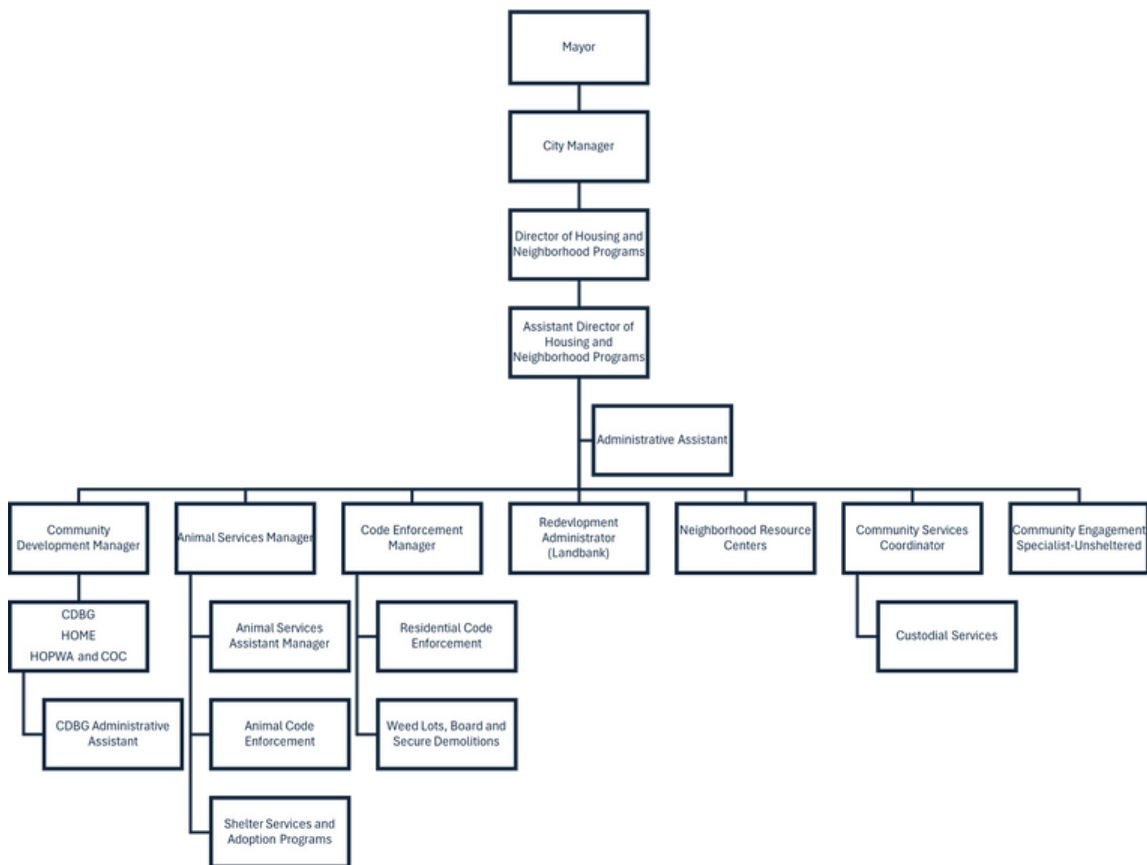 Mayor
City Manager
Director of Housing and
Neighborhood Programs
Assistant Director of
Housing and
Neighborhood Programs
Administrative Assistant
Community
Development Manager
Animal Services Manager
Code Enforcement
Manager
Redevlopment
Administrator
(Landbank)
Neighborhood Resource
Centers
Community Services
Coordinator
Community Engagement
Specialist-Unsheltered
CDBG
HOME
HOPWA and COC
Animal Services
Assistant Manager
Residential Code
Enforcement
Custodial Services
CDBG Administrative
Assistant
Animal Code
Enforcement
Weed Lots, Board and
Secure Demolitions
Shelter Services and
Adoption Programs